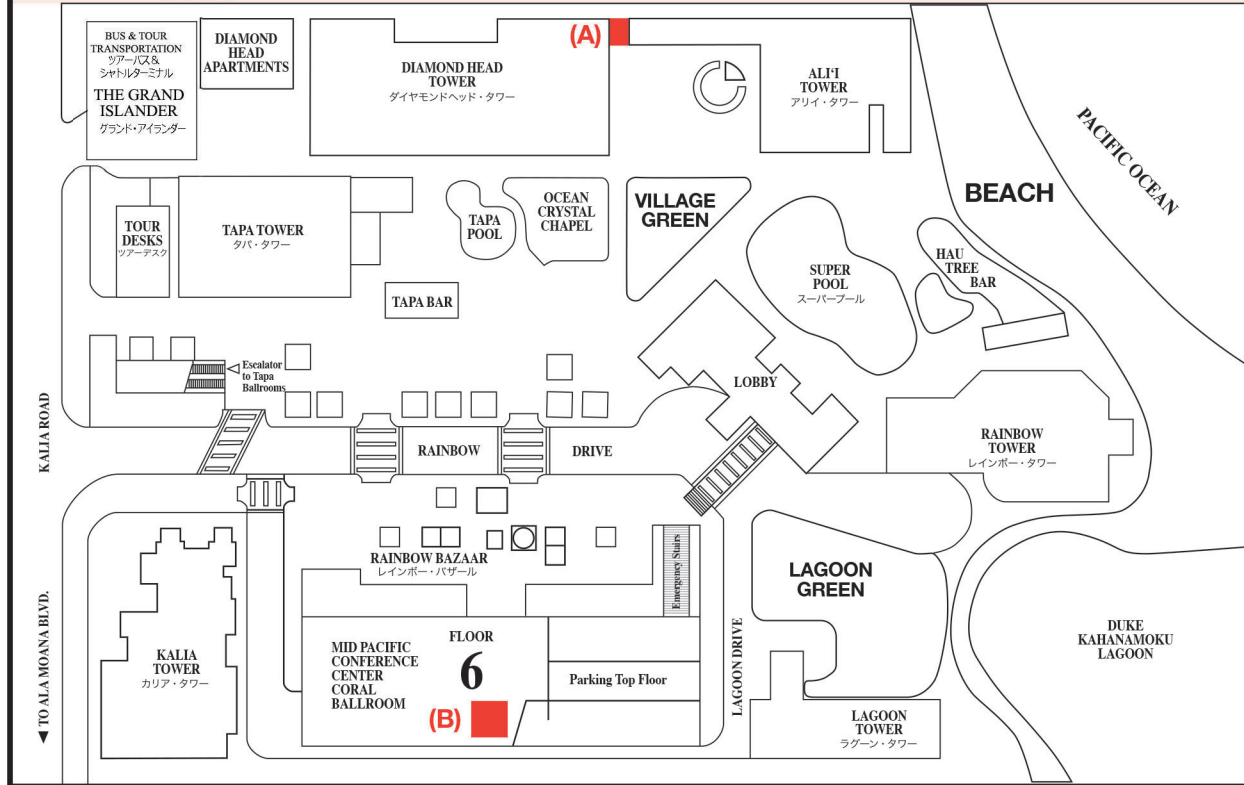 BUS & TOUR
TRANSPORTATION
ツアーバス＆
シャトルターミナル
THE GRAND
ISLANDER
グランド・アイランダー
DIAMOND
HEAD
APARTMENTS
DIAMOND HEAD
TOWER
ダイヤモンドヘッド・タワー
(A)
ALI‘I
TOWER
アリイ・タワー
PACIFIC OCEAN
BEACH
TOUR
DESKS
ツアーデスク
TAPA TOWER
タパ・タワー
TAPA
POOL
OCEAN
CRYSTAL
CHAPEL
VILLAGE
GREEN
SUPER
POOL
スーパープール
HAU
TREE
BAR
TAPA BAR
Escalator
to Tapa
Ballrooms
LOBBY
KALIA ROAD
RAINBOW DRIVE
RAINBOW
TOWER
レインボー・タワー
RAINBOW BAZAAR
レインボー・バザール
Emergency Stairs
LAGOON
GREEN
DUKE
KAHANAMOKU
LAGOON
◄ TO ALA MOANA BLVD.
KALIA
TOWER
カリア・タワー
MID PACIFIC
CONFERENCE
CENTER
CORAL
BALLROOM
FLOOR
6
(B)
Parking Top Floor
LAGOON DRIVE
LAGOON
TOWER
ラグーン・タワー